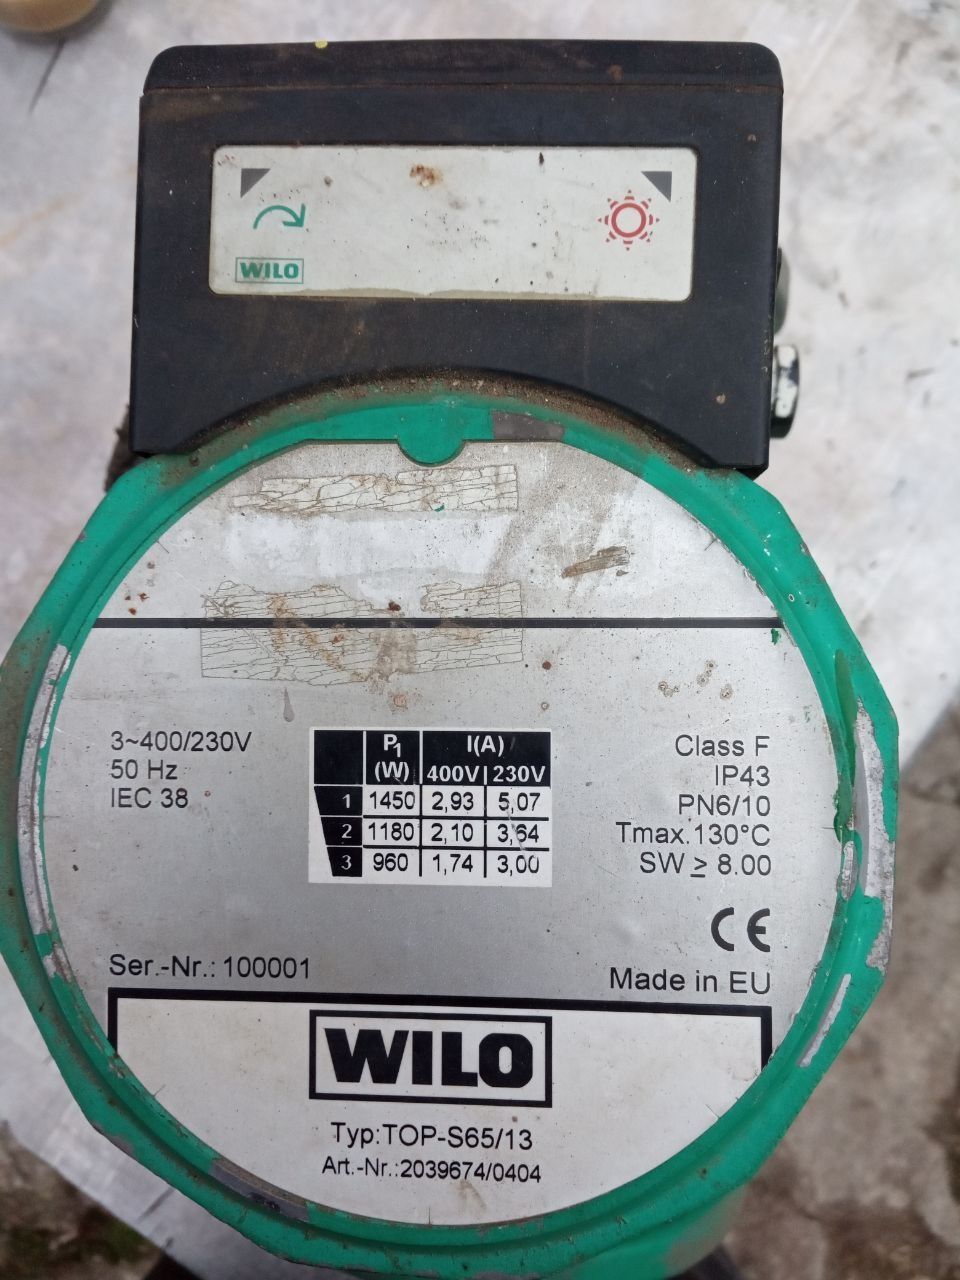 WILO
3~400/230V
50 Hz
IEC 38
P1 (W) I(A)
400V 230V
1 1450 2,93 5,07
2 1180 2,10 3,64
3 960 1,74 3,00
Class F
IP43
PN6/10
Tmax.130°C
SW ≥ 8.00
CE
Ser.-Nr.: 100001
Made in EU
WILO
Typ:TOP-S65/13
Art.-Nr.:2039674/0404